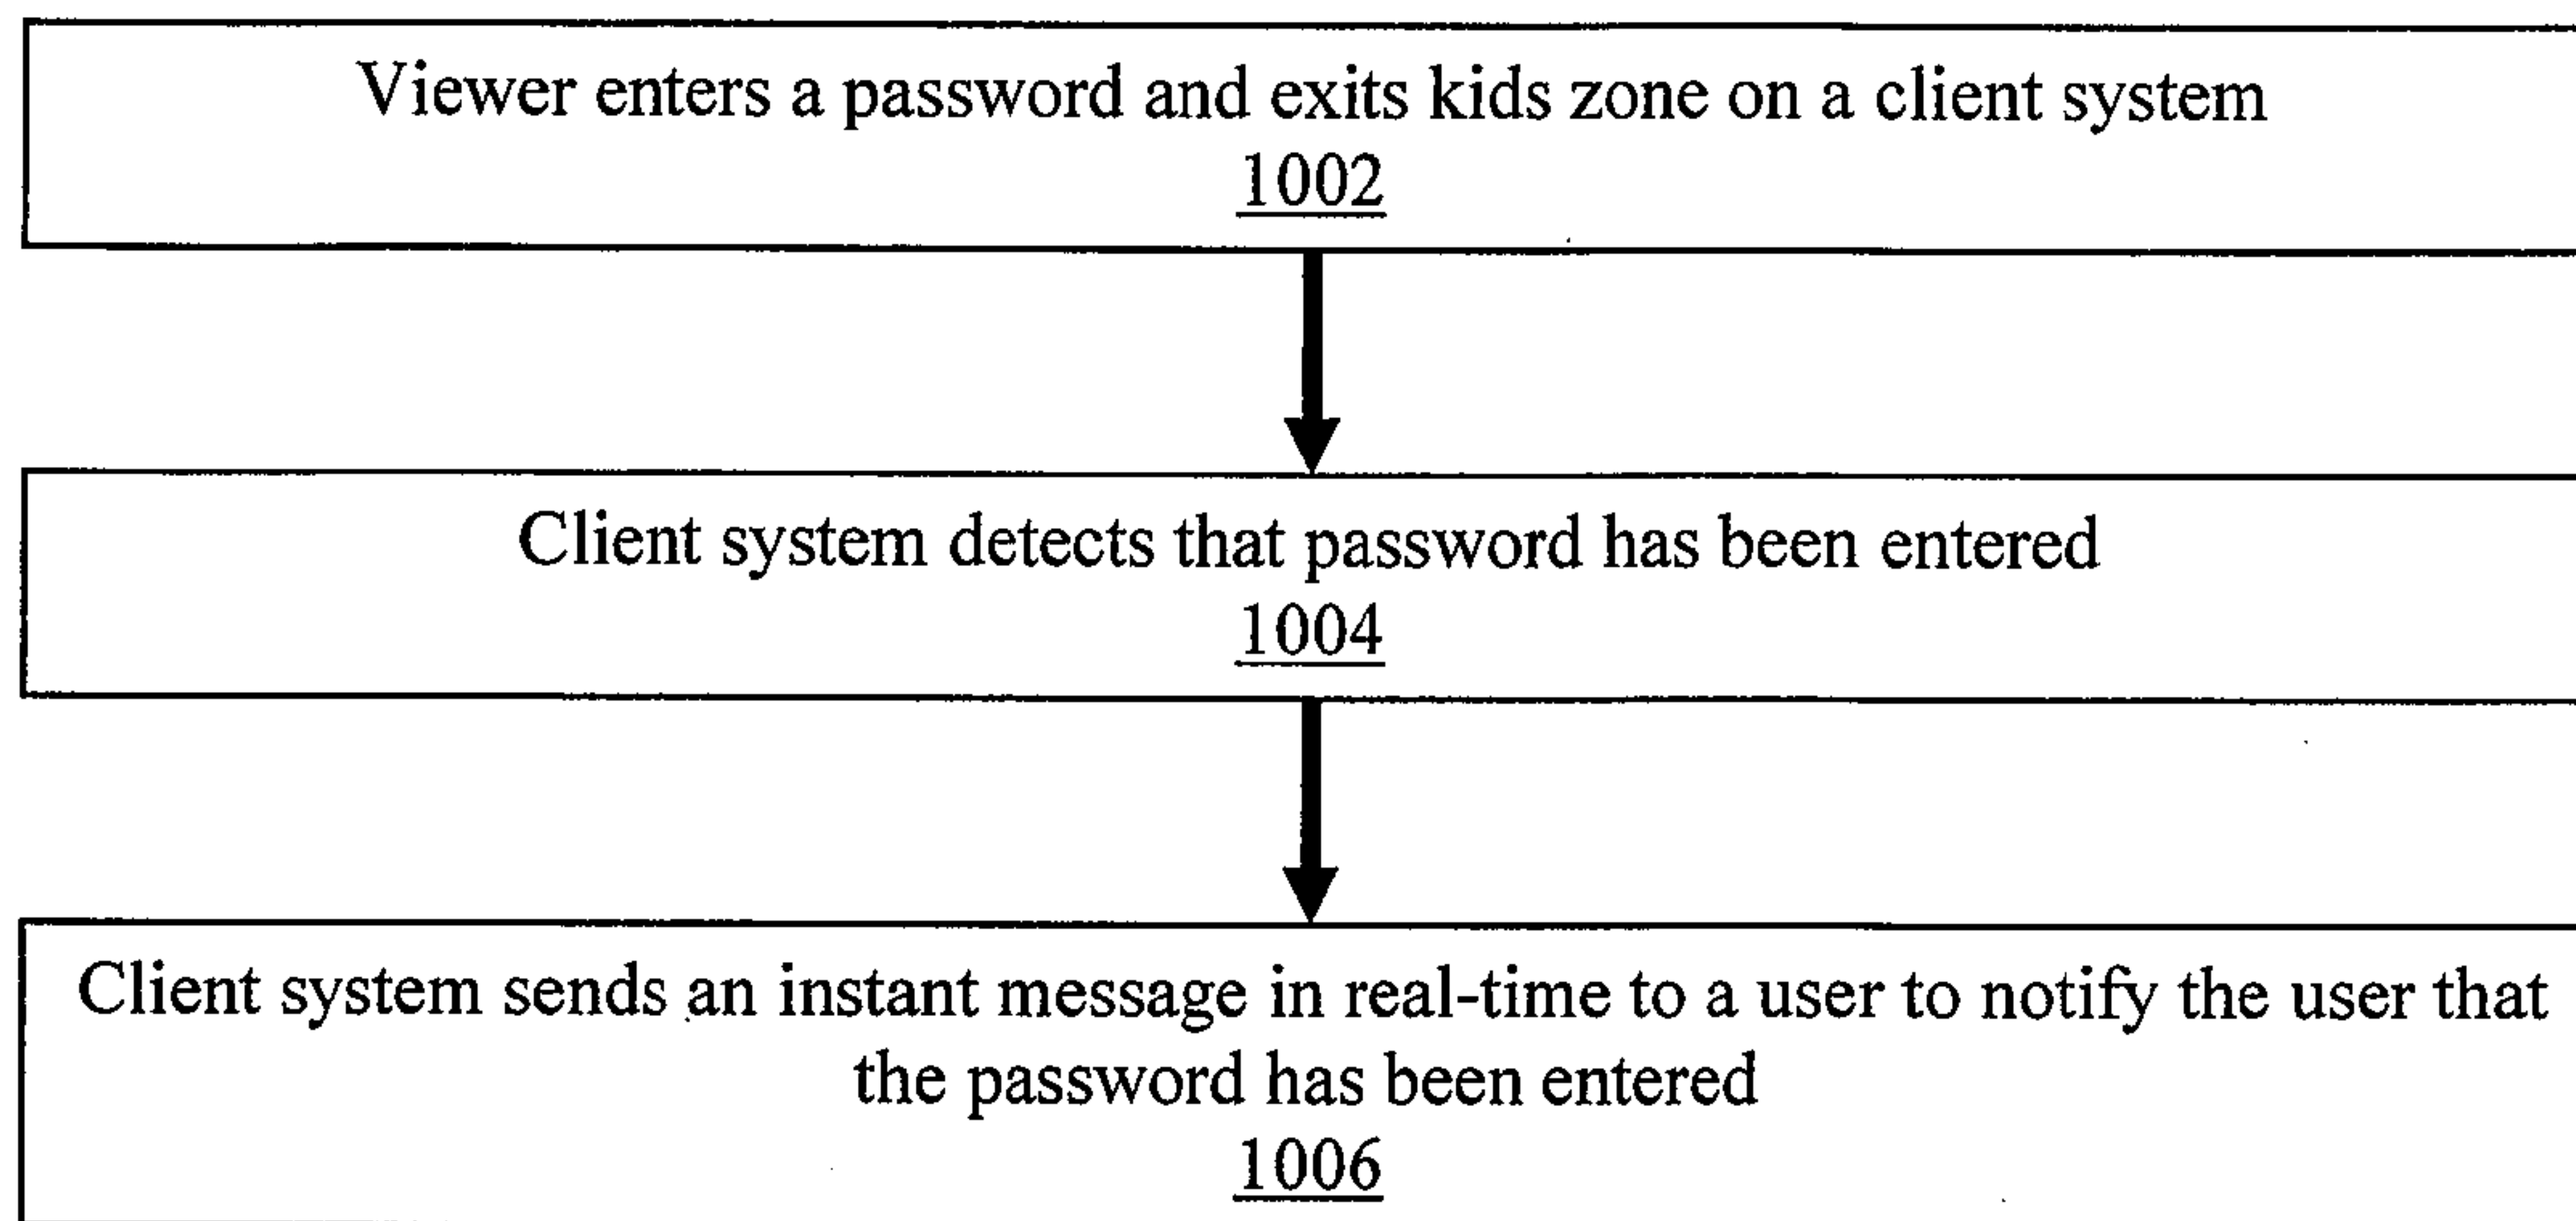 Viewer enters a password and exits kids zone on a client system
1002
Client system detects that password has been entered
1004
Client system sends an instant message in real-time to a user to notify the user that
the password has been entered
1006